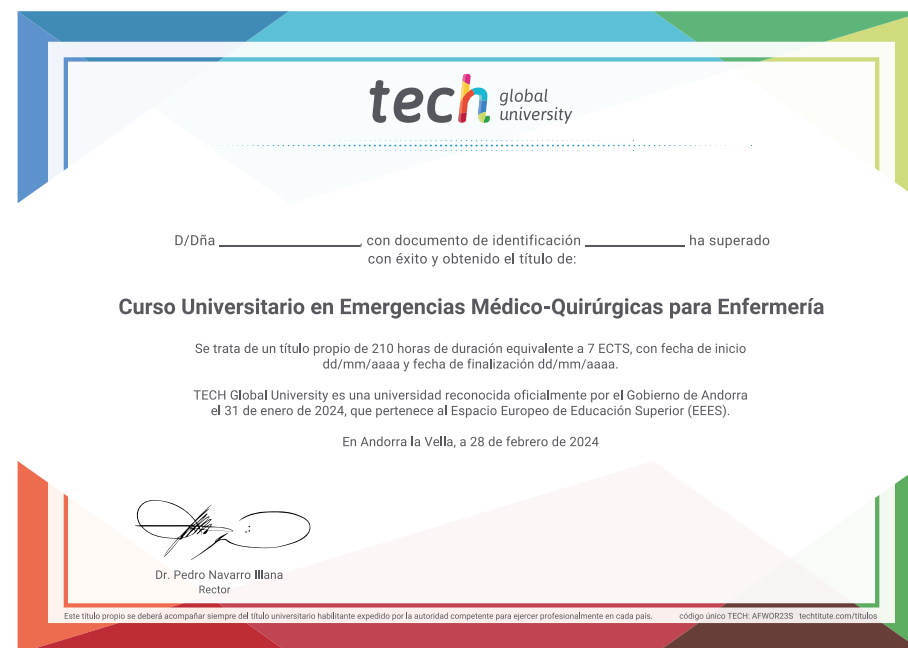 tech global university
D/Dña ______________, con documento de identificación __________ ha superado
con éxito y obtenido el título de:
Curso Universitario en Emergencias Médico-Quirúrgicas para Enfermería
Se trata de un título propio de 210 horas de duración equivalente a 7 ECTS, con fecha de inicio
dd/mm/aaaa y fecha de finalización dd/mm/aaaa.
TECH Global University es una universidad reconocida oficialmente por el Gobierno de Andorra
el 31 de enero de 2024, que pertenece al Espacio Europeo de Educación Superior (EEES).
En Andorra la Vella, a 28 de febrero de 2024
Dr. Pedro Navarro Illana
Rector
Este título propio se deberá acompañar siempre del título universitario habilitante expedido por la autoridad competente para ejercer profesionalmente en cada país. código único TECH: AFWOR23S techtitute.com/titulos